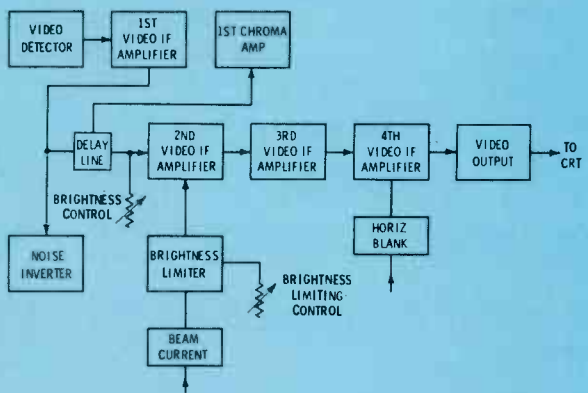 VIDEO
DETECTOR
1ST
VIDEO IF
AMPLIFIER
1ST CHROMA
AMP
DELAY
LINE
2ND
VIDEO IF
AMPLIFIER
3RD
VIDEO IF
AMPLIFIER
4TH
VIDEO IF
AMPLIFIER
VIDEO
OUTPUT
TO
CRT
BRIGHTNESS
CONTROL
NOISE
INVERTER
BRIGHTNESS
LIMITER
BRIGHTNESS
LIMITING
CONTROL
HORIZ
BLANK
BEAM
CURRENT